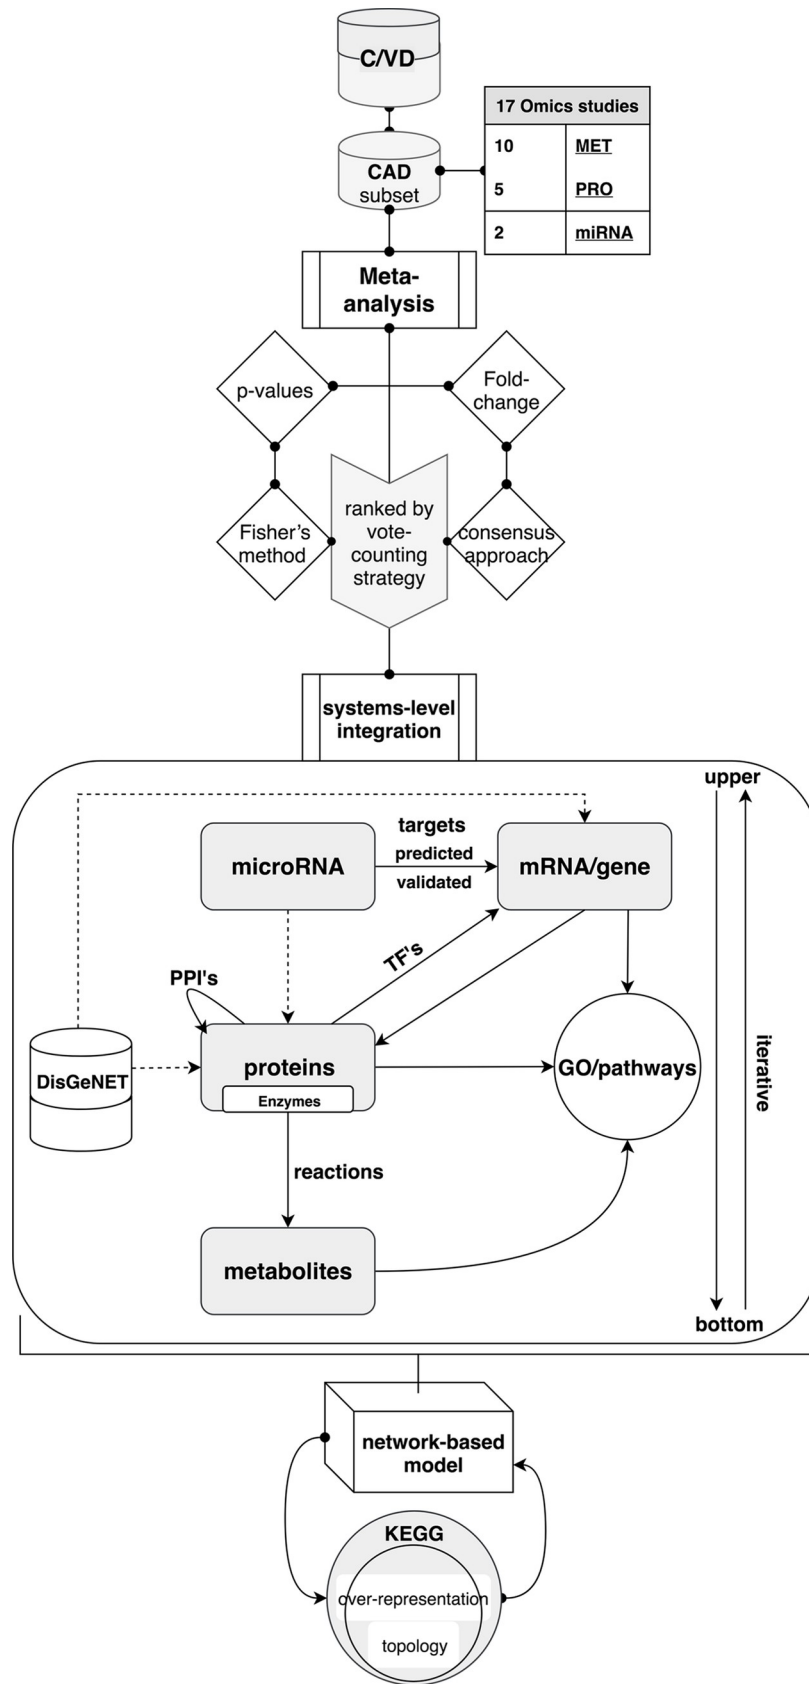 C/VD
17 Omics studies
CAD
subset
10 MET
5 PRO
2 miRNA
Meta-
analysis
p-values
Fold-
change
Fisher's
method
ranked by
vote-
counting
strategy
consensus
approach
systems-level
integration
upper
microRNA
targets
predicted
validated
mRNA/gene
TF's
PPI's
DisGeNET
proteins
Enzymes
GO/pathways
iterative
reactions
metabolites
bottom
network-based
model
KEGG
over-representation
topology